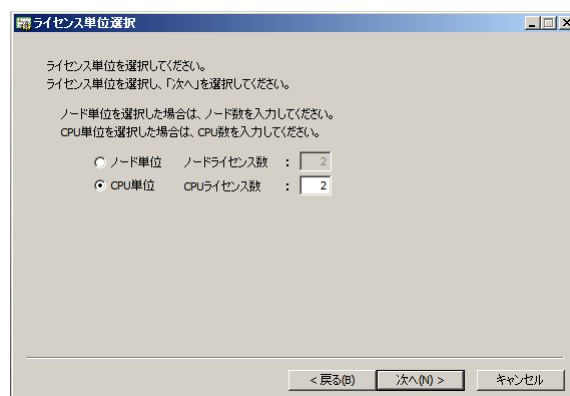 ライセンス単位選択
ライセンス単位を選択してください。
ライセンス単位を選択し、「次へ」を選択してください。
ノード単位を選択した場合は、ノード数を入力してください。
CPU単位を選択した場合は、CPU数を入力してください。
ノード単位 ノードライセンス数 : 2
CPU単位 CPUライセンス数 : 2
< 戻る(B) 次へ(N) > キャンセル